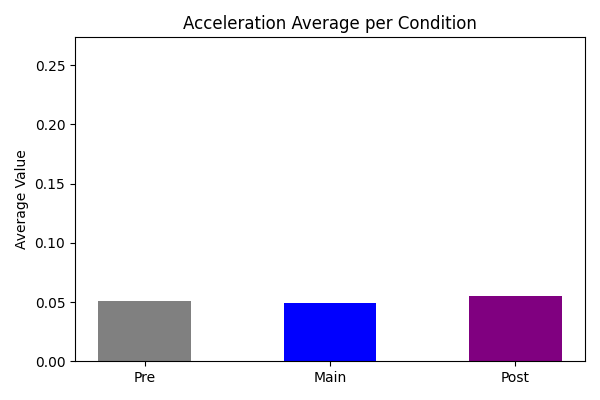 Acceleration Average per Condition
Average Value
0.25
0.20
0.15
0.10
0.05
0.00
Pre
Main
Post